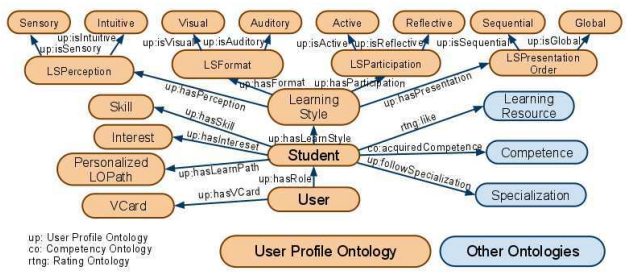 Sensory
Intuitive
Visual
Auditory
Active
Reflective
Sequential
Global
up:isIntuitive
up:isSensory
up:isVisual
up:isAuditory
up:isActive
up:isReflective
up:isSequential
up:isGlobal
LSPerception
LSFormat
LSParticipation
LSPresentation
Order
up:hasPerception
up:hasFormat
up:hasParticipation
up:hasPresentation
Learning
Style
Skill
up:hasSkill
rtng:like
Learning
Resource
Interest
up:hasIntereset
up:hasLearnStyle
Personalized
LOPath
up:hasLearnPath
Student
co:acquiredCompetence
Competence
up:followSpecialization
Specialization
up:hasRole
VCard
up:hasVCard
User
up: User Profile Ontology
co: Competency Ontology
rtng: Rating Ontology
User Profile Ontology
Other Ontologies